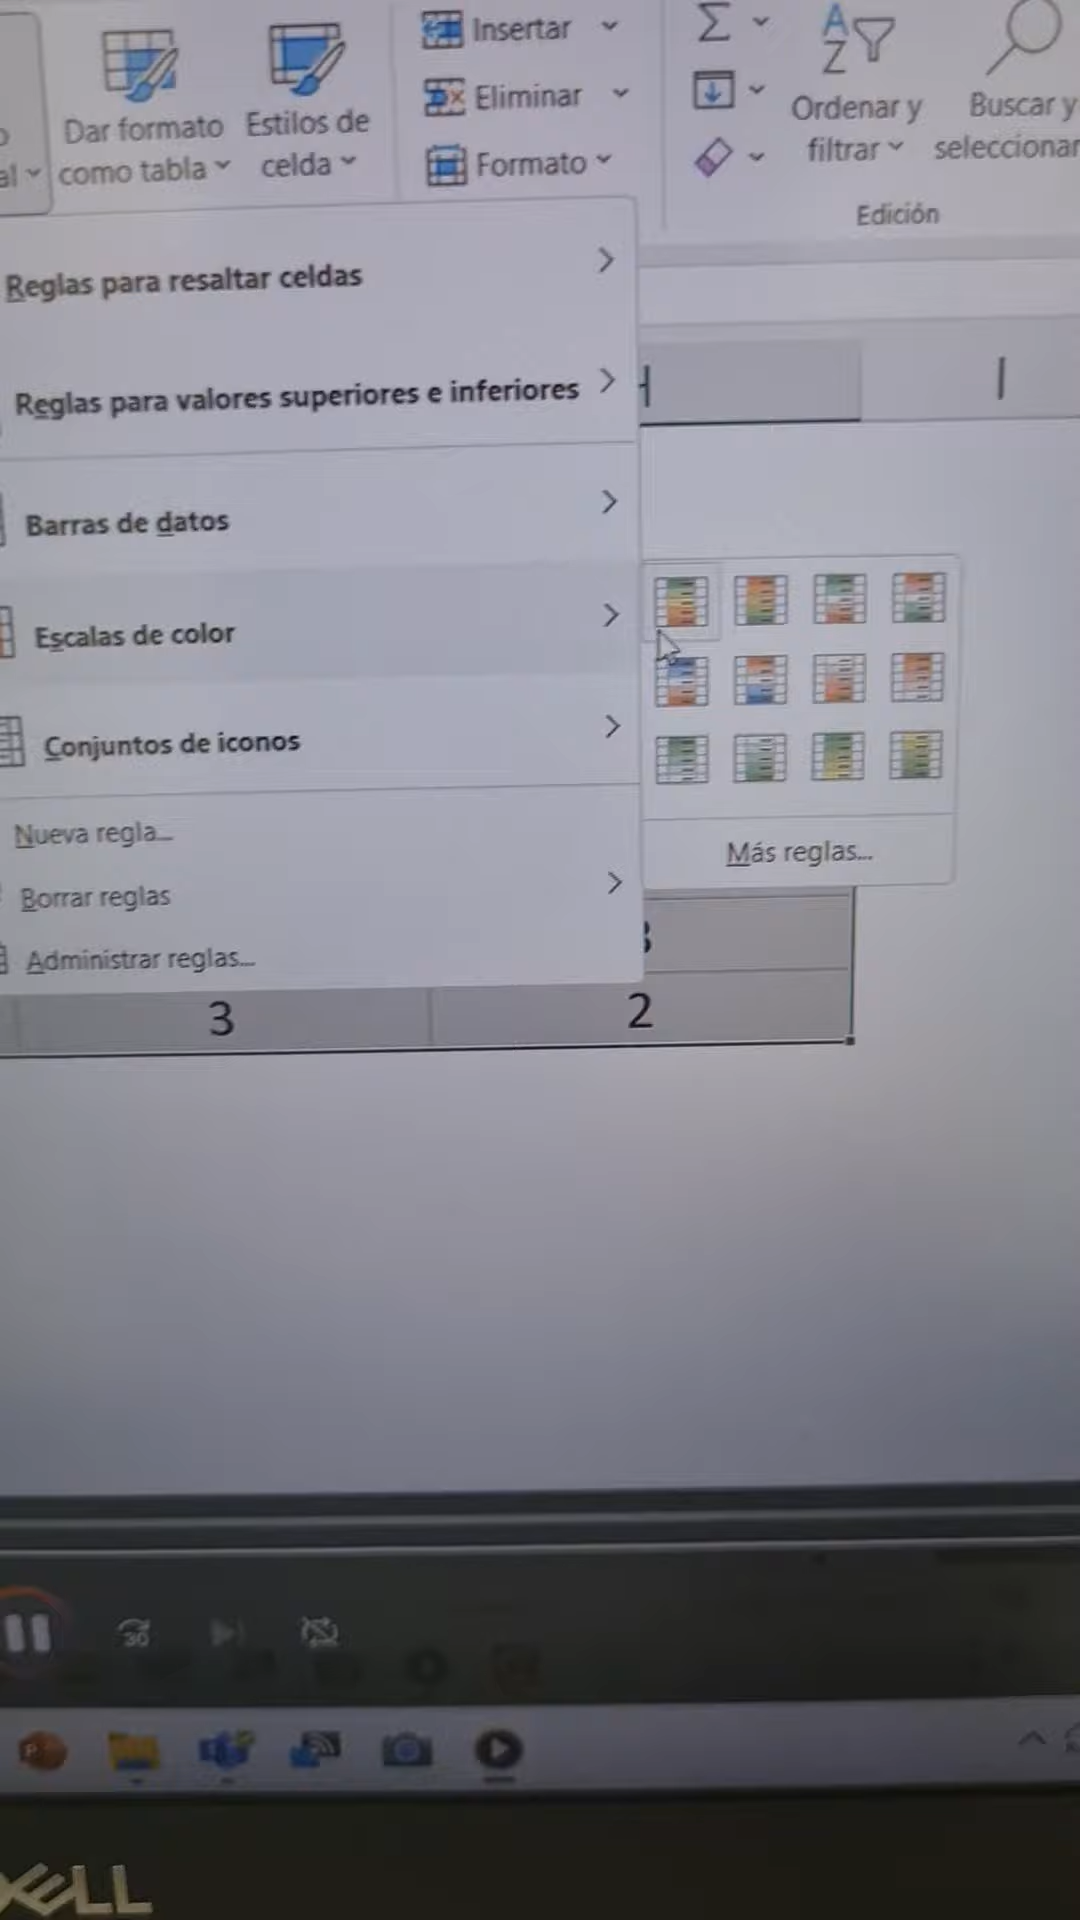 Insertar
Eliminar
Formato
Dar formato
como tabla
Estilos de
celda
Σ
A
Z
Ordenar y
filtrar
Buscar y
seleccionar
Edición
Reglas para resaltar celdas
Reglas para valores superiores e inferiores
H
I
Barras de datos
Escalas de color
Conjuntos de iconos
Nueva regla...
Borrar reglas
Administrar reglas...
Más reglas...
3
2
30
DELL